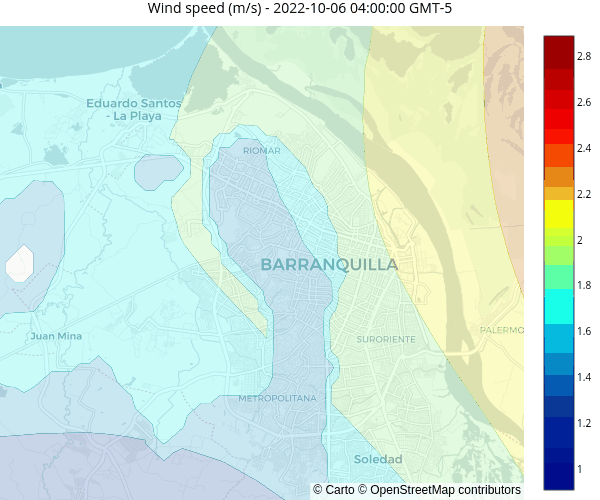 Wind speed (m/s) - 2022-10-06 04:00:00 GMT-5
2.8
2.6
2.4
2.2
2
1.8
1.6
1.4
1.2
1
Eduardo Santos
- La Playa
RIOMAR
BARRANQUILLA
Juan Mina
SURORIENTE
PALERMO
METROPOLITANA
Soledad
© Carto © OpenStreetMap contributors